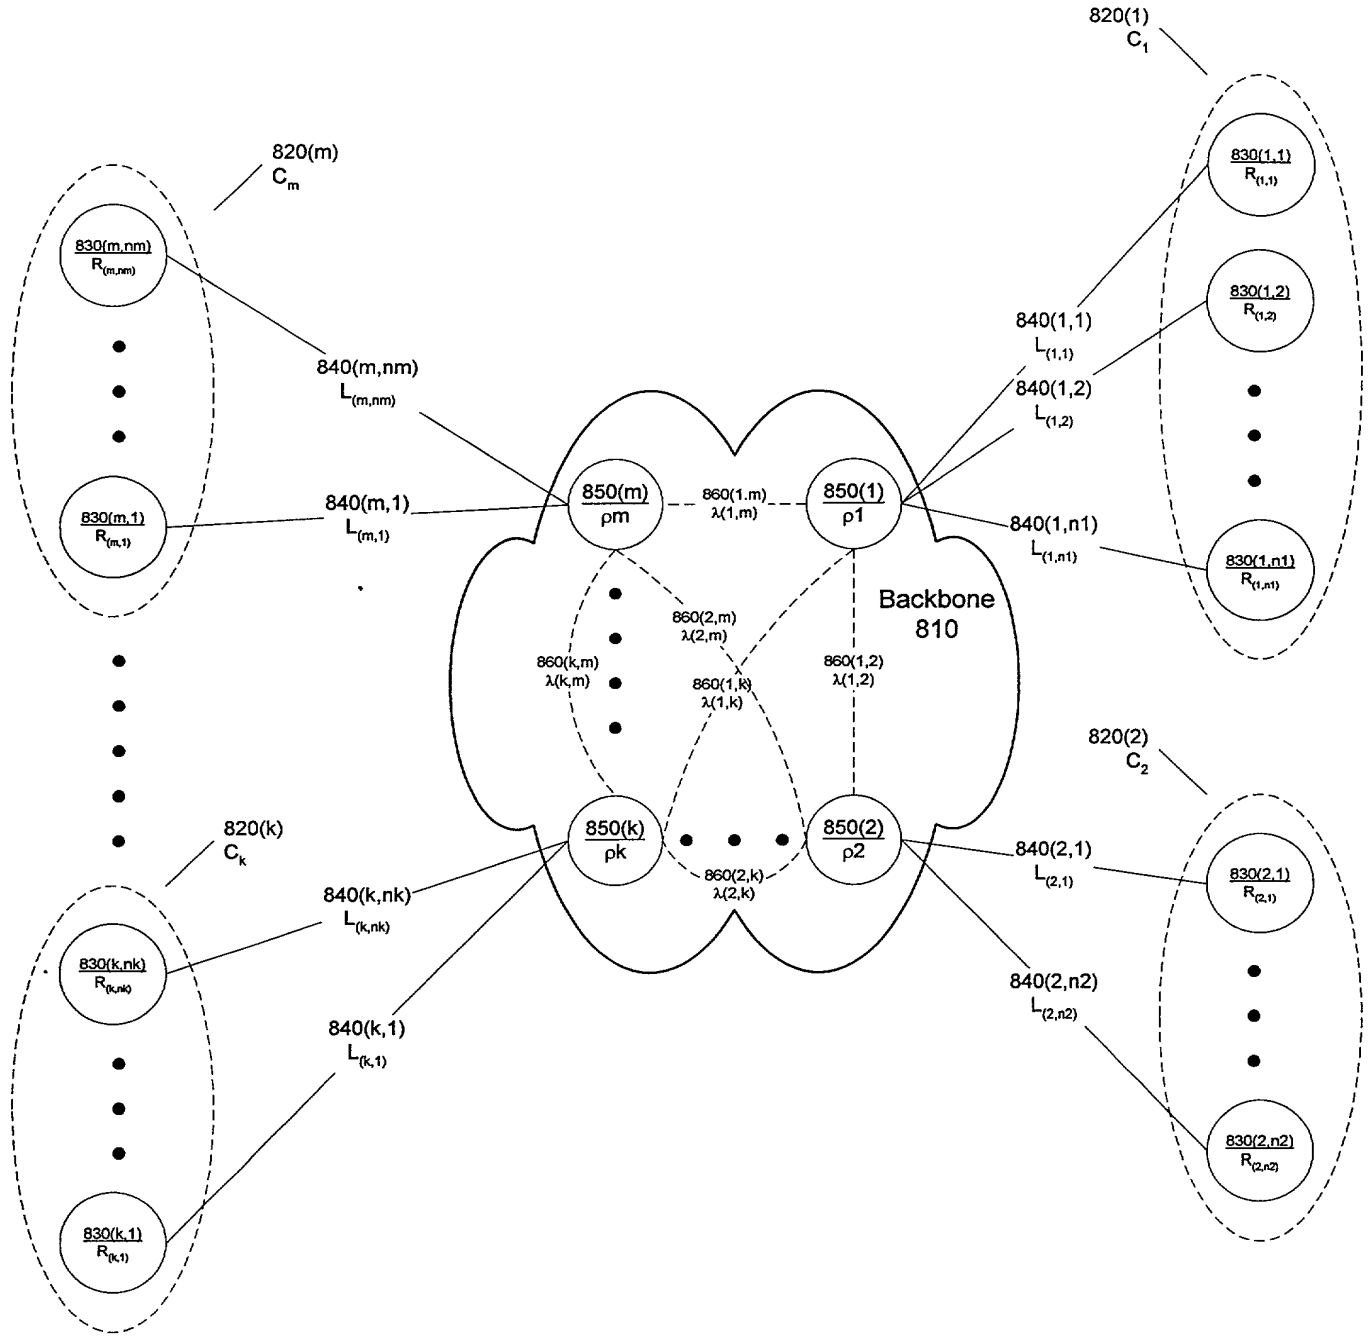 820(1)
C1
830(1,1)
R(1,1)
830(1,2)
R(1,2)
830(1,n1)
R(1,n1)
820(m)
Cm
830(m,nm)
R(m,nm)
830(m,1)
R(m,1)
840(m,nm)
L(m,nm)
840(m,1)
L(m,1)
840(1,1)
L(1,1)
840(1,2)
L(1,2)
840(1,n1)
L(1,n1)
850(m)
ρm
860(1.m)
λ(1,m)
850(1)
ρ1
Backbone
810
860(2,m)
λ(2,m)
860(k,m)
λ(k,m)
860(1,k)
λ(1,k)
860(1,2)
λ(1,2)
850(k)
ρk
850(2)
ρ2
860(2,k)
λ(2,k)
820(k)
Ck
840(k,nk)
L(k,nk)
830(k,nk)
R(k,nk)
840(k,1)
L(k,1)
830(k,1)
R(k,1)
820(2)
C2
840(2,1)
L(2,1)
830(2,1)
R(2,1)
840(2,n2)
L(2,n2)
830(2,n2)
R(2,n2)